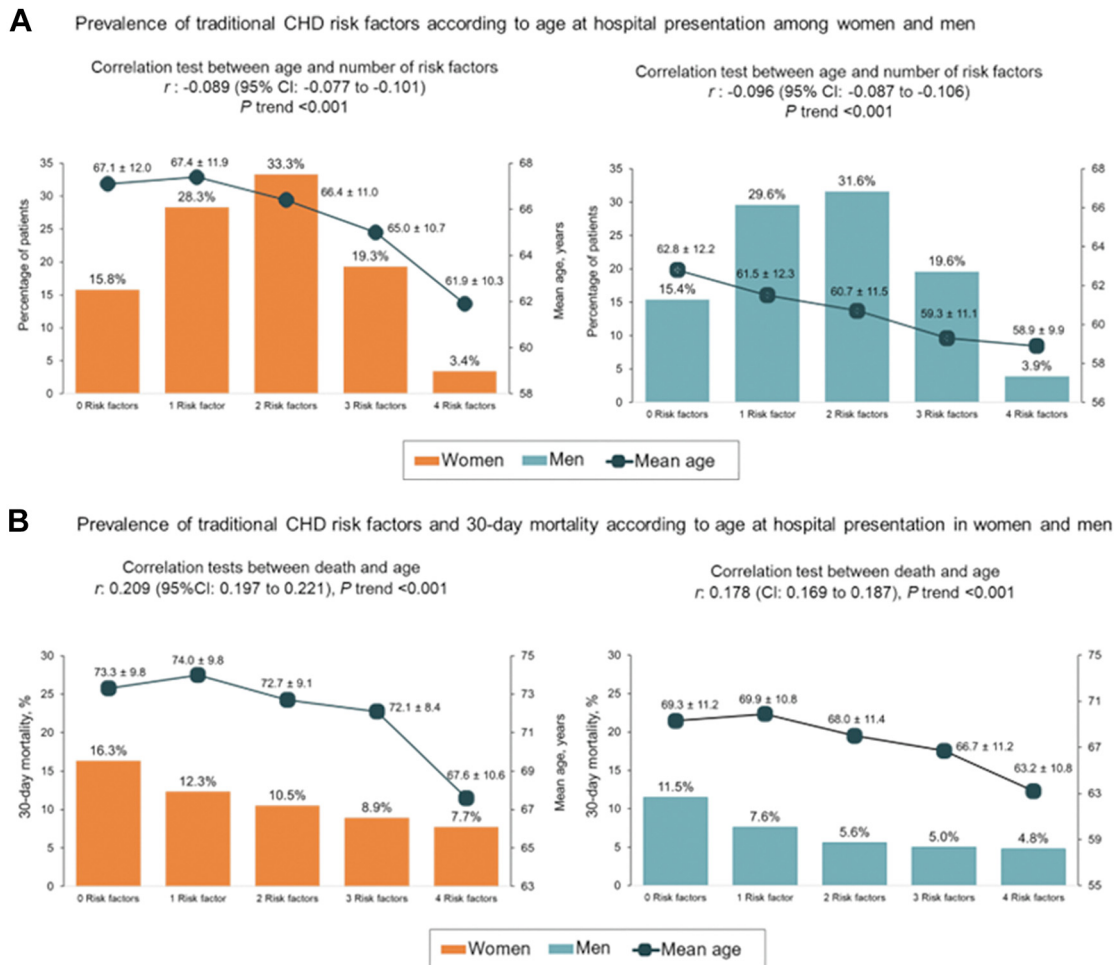 A
Prevalence of traditional CHD risk factors according to age at hospital presentation among women and men
Correlation test between age and number of risk factors
r : -0.089 (95% CI: -0.077 to -0.101)
P trend <0.001
67.1 ± 12.0
67.4 ± 11.9
66.4 ± 11.0
65.0 ± 10.7
61.9 ± 10.3
15.8%
28.3%
33.3%
19.3%
3.4%
Percentage of patients
35
30
25
20
15
10
5
0
Mean age, years
68
66
64
62
60
58
0 Risk factors
1 Risk factor
2 Risk factors
3 Risk factors
4 Risk factors
Correlation test between age and number of risk factors
r : -0.096 (95% CI: -0.087 to -0.106)
P trend <0.001
62.8 ± 12.2
61.5 ± 12.3
60.7 ± 11.5
59.3 ± 11.1
58.9 ± 9.9
15.4%
29.6%
31.6%
19.6%
3.9%
Percentage of patients
35
30
25
20
15
10
5
0
68
66
64
62
60
58
56
0 Risk factors
1 Risk factor
2 Risk factors
3 Risk factors
4 Risk factors
Women
Men
Mean age
B
Prevalence of traditional CHD risk factors and 30-day mortality according to age at hospital presentation in women and men
Correlation tests between death and age
r: 0.209 (95%CI: 0.197 to 0.221), P trend <0.001
73.3 ± 9.8
74.0 ± 9.8
72.7 ± 9.1
72.1 ± 8.4
67.6 ± 10.6
16.3%
12.3%
10.5%
8.9%
7.7%
30-day mortality, %
30
25
20
15
10
5
0
Mean age, years
75
73
71
69
67
65
63
0 Risk factors
1 Risk factor
2 Risk factors
3 Risk factors
4 Risk factors
Correlation test between death and age
r: 0.178 (CI: 0.169 to 0.187), P trend <0.001
69.3 ± 11.2
69.9 ± 10.8
68.0 ± 11.4
66.7 ± 11.2
63.2 ± 10.8
11.5%
7.6%
5.6%
5.0%
4.8%
30-day mortality, %
30
25
20
15
10
5
0
75
71
67
63
59
55
0 Risk factors
1 Risk factor
2 Risk factors
3 Risk factors
4 Risk factors
Women
Men
Mean age